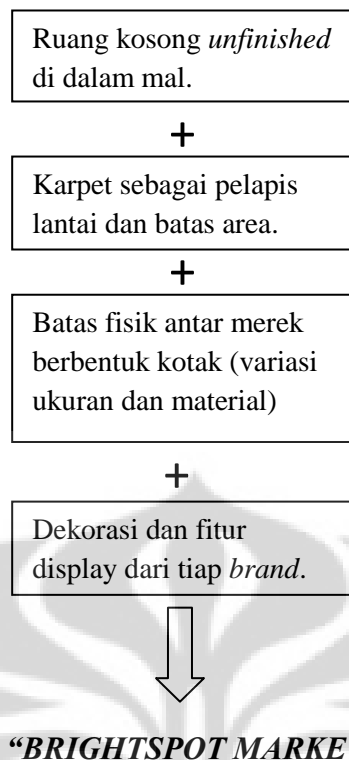 Ruang kosong unfinished
di dalam mal.
+
Karpet sebagai pelapis
lantai dan batas area.
+
Batas fisik antar merek
berbentuk kotak (variasi
ukuran dan material)
+
Dekorasi dan fitur
display dari tiap brand.
“BRIGHTSPOT MARKE